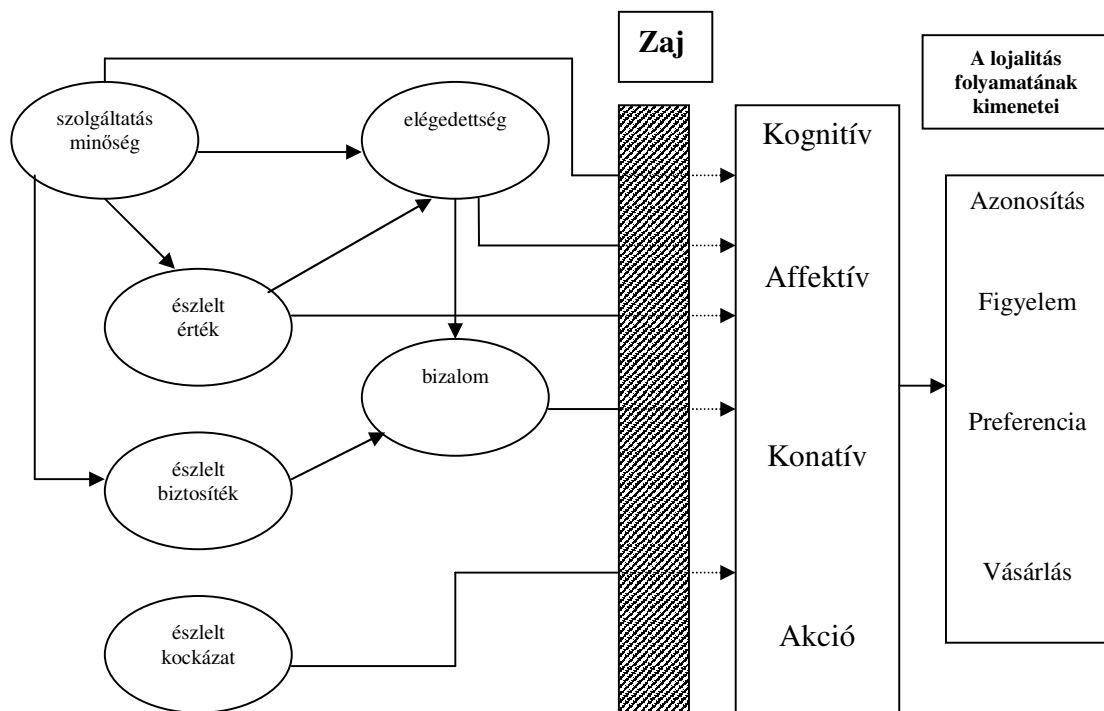 Zaj
A lojalitás
folyamatának
kimenetei
szolgáltatás
minőség
elégedettség
észlelt
érték
bizalom
észlelt
biztosíték
észlelt
kockázat
Kognitív
Affektív
Konatív
Akció
Azonosítás
Figyelem
Preferencia
Vásárlás